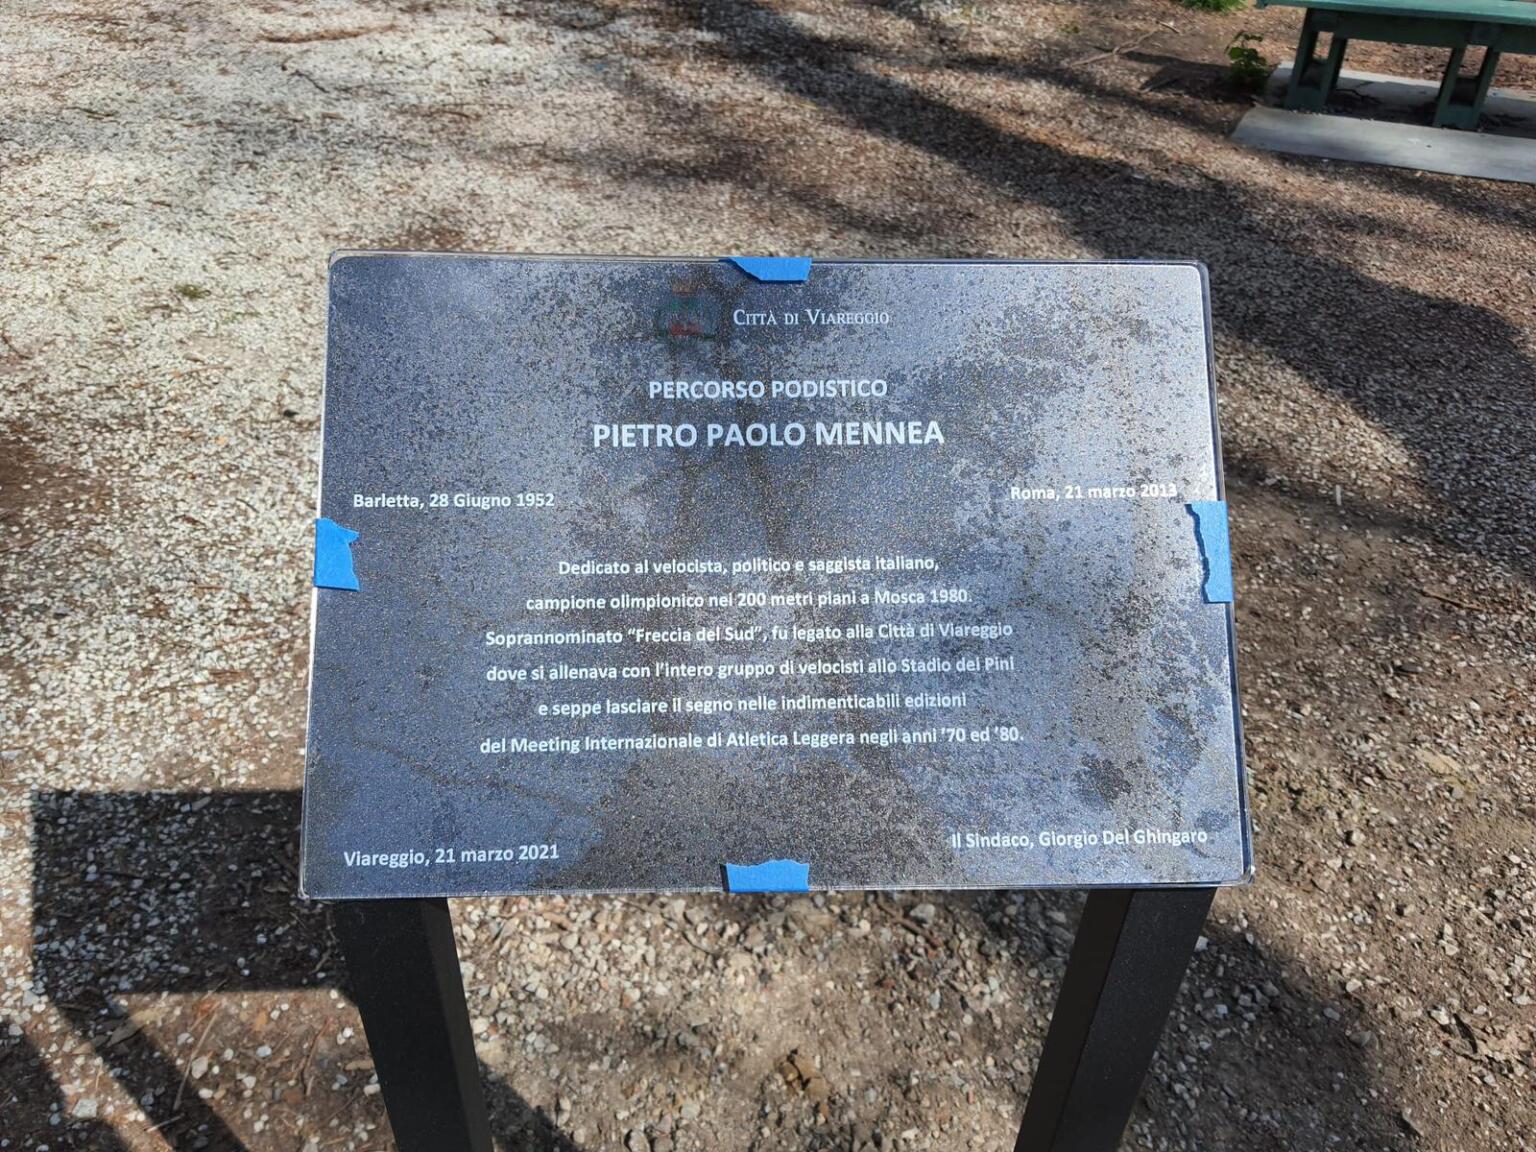 Città di Viareggio
PERCORSO PODISTICO
PIETRO PAOLO MENNEA
Barletta, 28 Giugno 1952
Roma, 21 marzo 2013
Dedicato al velocista, politico e saggista italiano,
campione olimpionico nei 200 metri piani a Mosca 1980.
Soprannominato “Freccia del Sud”, fu legato alla Città di Viareggio
dove si allenava con l’intero gruppo di velocisti allo Stadio dei Pini
e seppe lasciare il segno nelle indimenticabili edizioni
del Meeting Internazionale di Atletica Leggera negli anni ’70 ed ‘80.
Viareggio, 21 marzo 2021
Il Sindaco, Giorgio Del Ghingaro